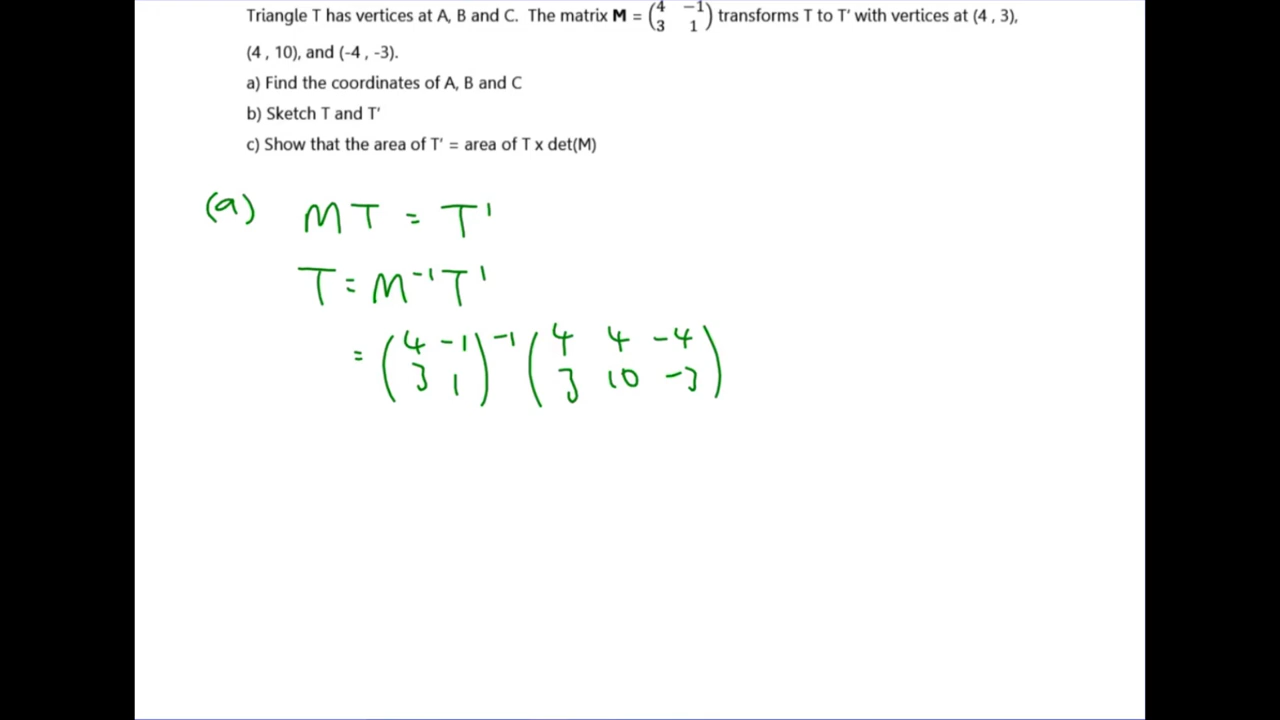 Triangle T has vertices at A, B and C. The matrix M = (4 -1; 3 1) transforms T to T' with vertices at (4 , 3),
(4 , 10), and (-4 , -3).
a) Find the coordinates of A, B and C
b) Sketch T and T'
c) Show that the area of T' = area of T x det(M)
(a) MT = T'
T = M⁻¹T'
= (4 -1; 3 1)⁻¹ (4 4 -4; 3 10 -3)